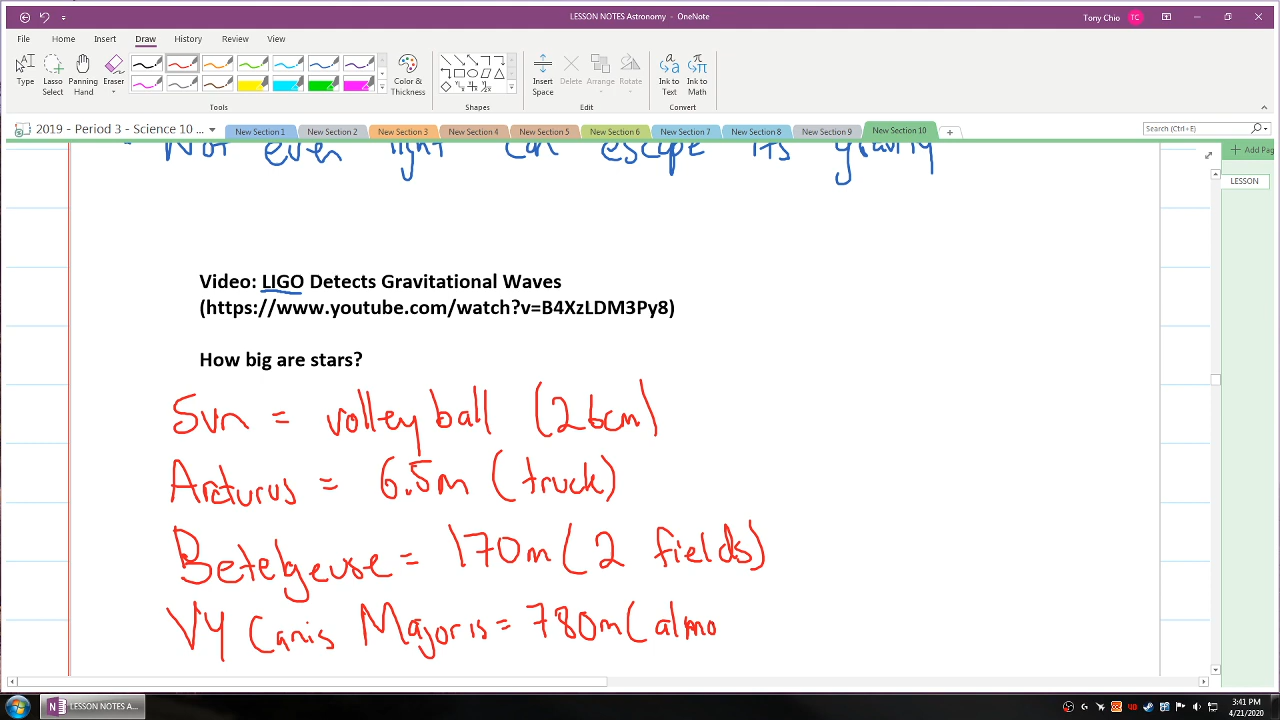 LESSON NOTES Astronomy - OneNote
Tony Chio TC
File Home Insert Draw History Review View
Type Lasso Select Panning Hand Eraser Color & Thickness Insert Space Delete Arrange Rotate Ink to Text Ink to Math
Tools Shapes Edit Convert
2019 - Period 3 - Science 10 ... New Section 1 New Section 2 New Section 3 New Section 4 New Section 5 New Section 6 New Section 7 New Section 8 New Section 9 New Section 10 Search (Ctrl+E)
Add Pag
LESSON
Not even light can escape its gravity
Video: LIGO Detects Gravitational Waves
(https://www.youtube.com/watch?v=B4XzLDM3Py8)
How big are stars?
Sun = volleyball (26cm)
Arcturus = 6.5m (truck)
Betelgeuse = 170m (2 fields)
VY Canis Majoris = 780m (almo
LESSON NOTES A...
3:41 PM
4/21/2020